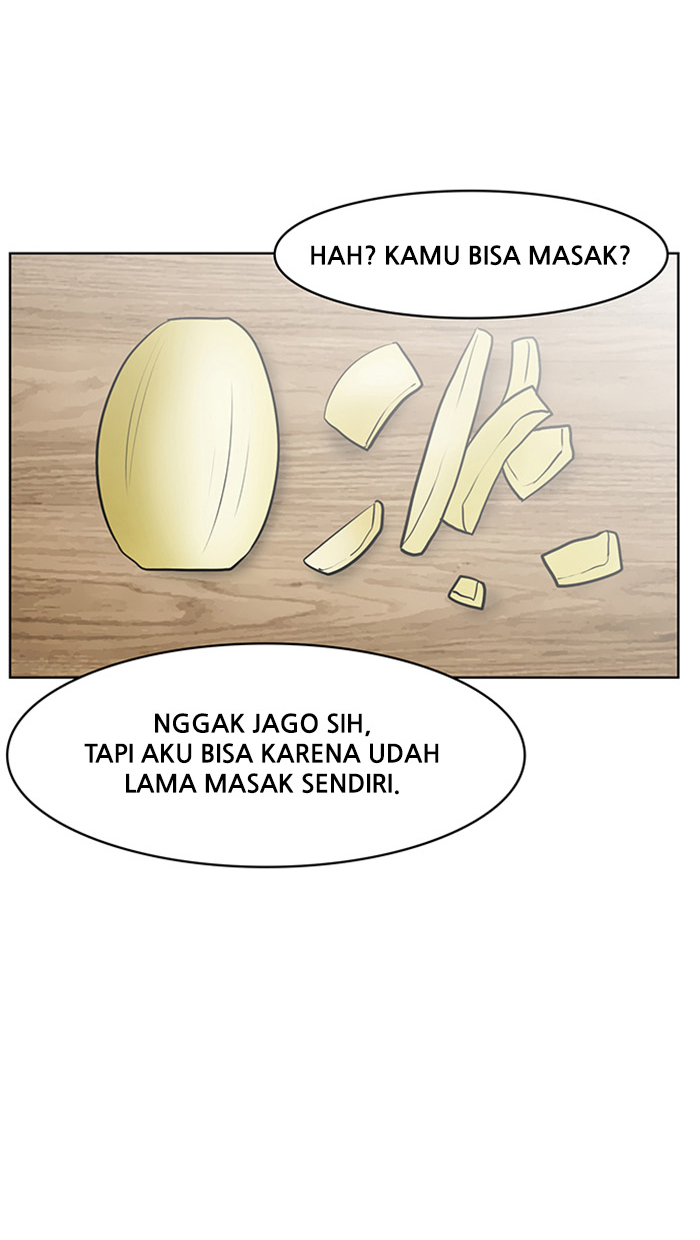 HAH? KAMU BISA MASAK?
NGGAK JAGO SIH,
TAPI AKU BISA KARENA UDAH
LAMA MASAK SENDIRI.